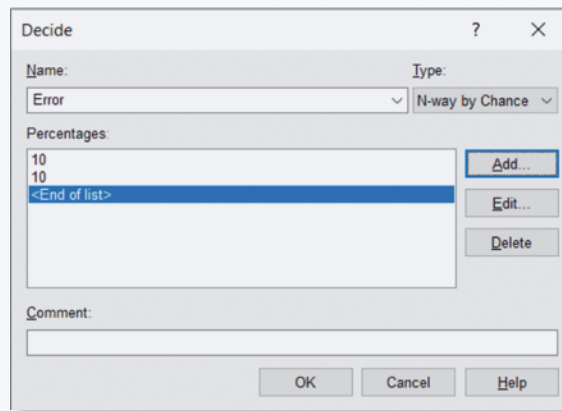 Decide ?
Name: Type:
Error N-way by Chance
Percentages:
10
10
<End of list>
Add...
Edit...
Delete
Comment:
OK Cancel Help